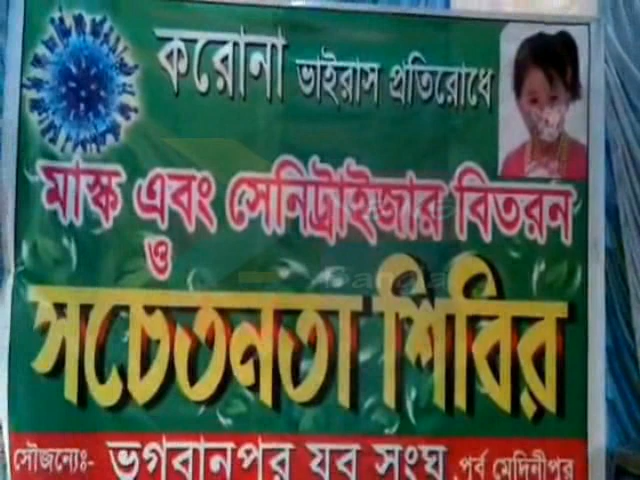 করোনা ভাইরাস প্রতিরোধে
মাস্ক এবং সেনিট্রাইজার বিতরন
ও
সচেতনতা শিবির
সৌজন্যেঃ- ভগবানপুর যুব সংঘ, পূর্ব মেদিনীপুর